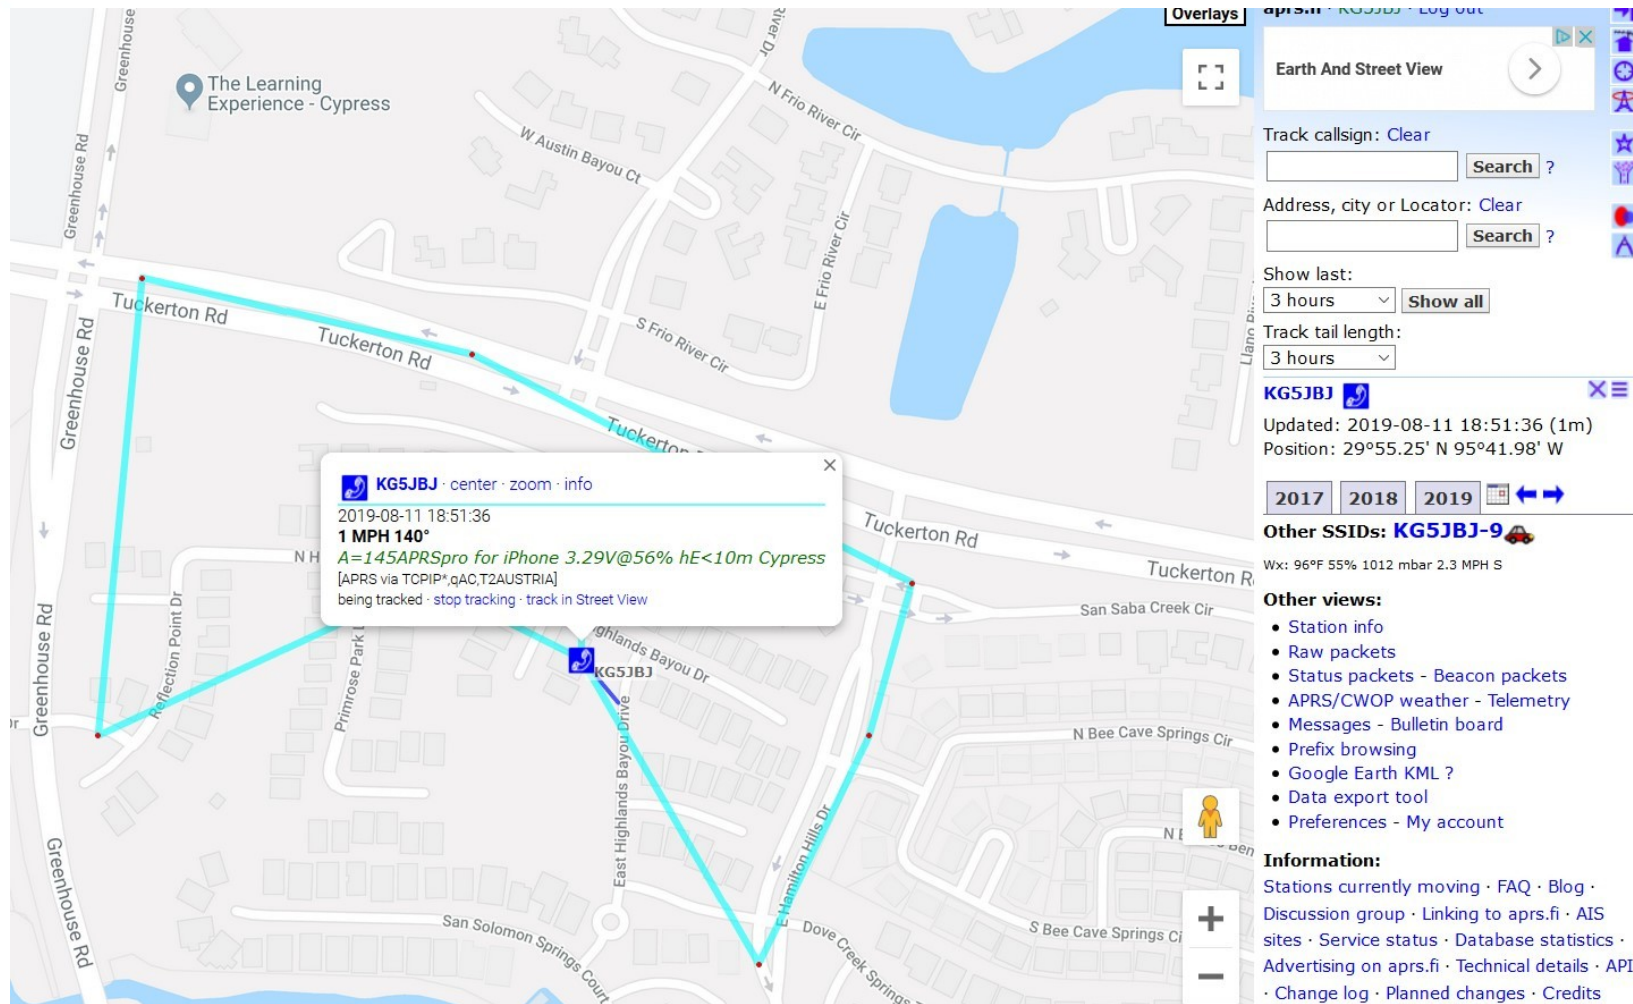 Overlays
The Learning
Experience - Cypress
Greenhouse Rd
Greenhouse
River Dr
N Frio River Cir
W Austin Bayou Ct
E Frio River Cir
S Frio River Cir
Greenhouse Rd
Tuckerton Rd
Tuckerton Rd
Tuckerton
Tuckerton Rd
Tuckerton R
Greenhouse Rd
KG5JBJ · center · zoom · info
2019-08-11 18:51:36
1 MPH 140°
A=145APRSpro for iPhone 3.29V@56% hE<10m Cypress
[APRS via TCPIP*,qAC,T2AUSTRIA]
being tracked · stop tracking · track in Street View
N H
San Saba Creek Cir
Reflection Point Dr
Primrose Park L
ghlands Bayou Dr
KG5JBJ
Greenhouse Rd
East Highlands Bayou Drive
N Bee Cave Springs Cir
E Hamilton Hills Dr
Greenhouse Rd
San Solomon Springs Court
Dove Creek Springs
S Bee Cave Springs Ci
aprs.fi · KG5JBJ · Log out
Earth And Street View
Track callsign: Clear
Search ?
Address, city or Locator: Clear
Search ?
Show last:
3 hours Show all
Track tail length:
3 hours
KG5JBJ
Updated: 2019-08-11 18:51:36 (1m)
Position: 29°55.25' N 95°41.98' W
2017 2018 2019
Other SSIDs: KG5JBJ-9
Wx: 96°F 55% 1012 mbar 2.3 MPH S
Other views:
• Station info
• Raw packets
• Status packets - Beacon packets
• APRS/CWOP weather - Telemetry
• Messages - Bulletin board
• Prefix browsing
• Google Earth KML ?
• Data export tool
• Preferences - My account
Information:
Stations currently moving · FAQ · Blog ·
Discussion group · Linking to aprs.fi · AIS
sites · Service status · Database statistics ·
Advertising on aprs.fi · Technical details · API
· Change log · Planned changes · Credits